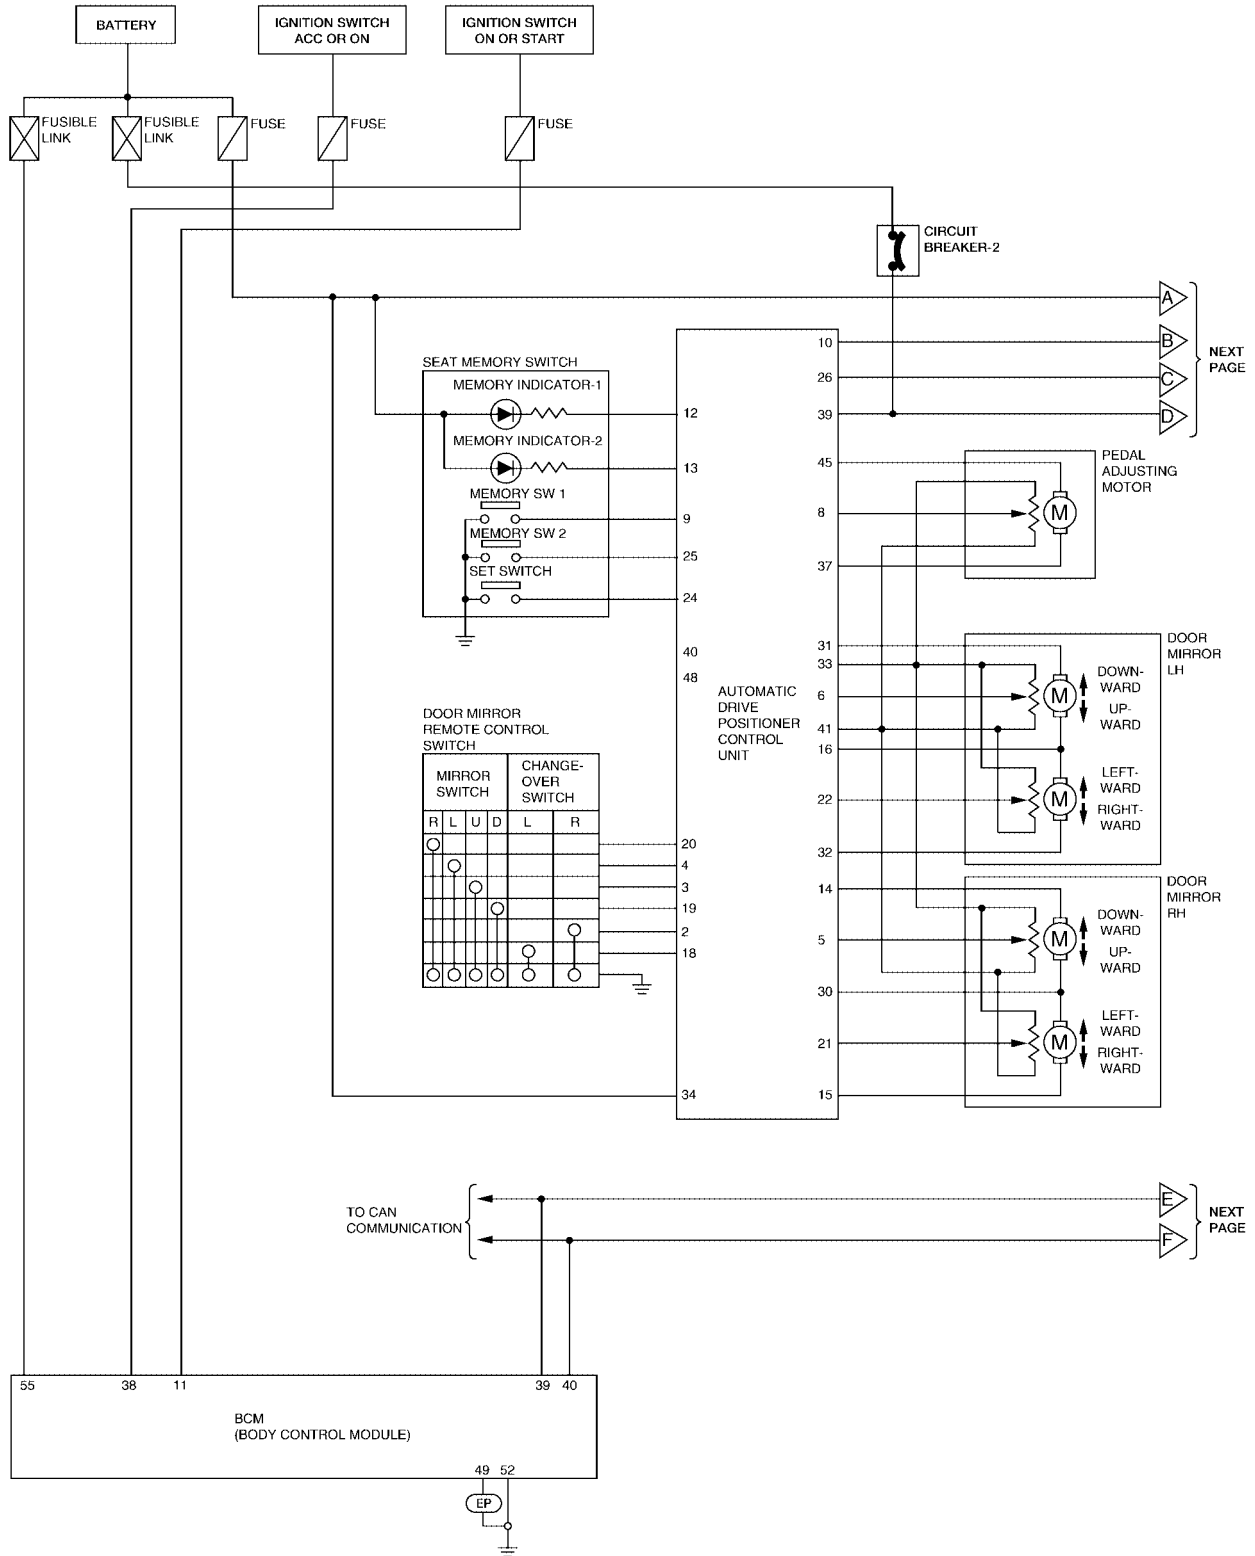 BATTERY
IGNITION SWITCH
ACC OR ON
IGNITION SWITCH
ON OR START
FUSIBLE
LINK
FUSIBLE
LINK
FUSE
FUSE
FUSE
CIRCUIT
BREAKER-2
A
B
C
D
NEXT
PAGE
SEAT MEMORY SWITCH
MEMORY INDICATOR-1
MEMORY INDICATOR-2
MEMORY SW 1
MEMORY SW 2
SET SWITCH
12
13
9
25
24
40
48
10
26
39
45
8
37
PEDAL
ADJUSTING
MOTOR
M
AUTOMATIC
DRIVE
POSITIONER
CONTROL
UNIT
31
33
6
41
16
22
32
DOOR
MIRROR
LH
M
DOWN-
WARD
UP-
WARD
M
LEFT-
WARD
RIGHT-
WARD
DOOR MIRROR
REMOTE CONTROL
SWITCH
MIRROR
SWITCH
CHANGE-
OVER
SWITCH
R L U D L R
20
4
3
19
2
18
34
14
5
30
21
15
DOOR
MIRROR
RH
M
DOWN-
WARD
UP-
WARD
M
LEFT-
WARD
RIGHT-
WARD
TO CAN
COMMUNICATION
E
F
NEXT
PAGE
55 38 11 39 40
BCM
(BODY CONTROL MODULE)
49 52
EP